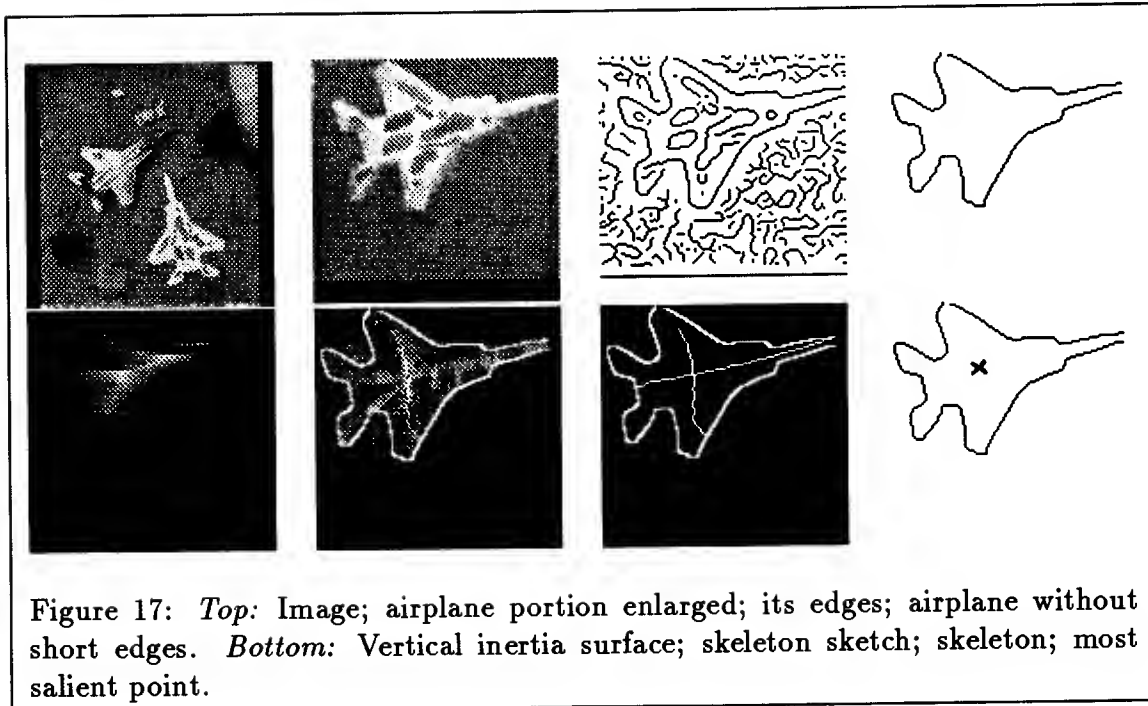 Figure 17: Top: Image; airplane portion enlarged; its edges; airplane without
short edges. Bottom: Vertical inertia surface; skeleton sketch; skeleton; most
salient point.